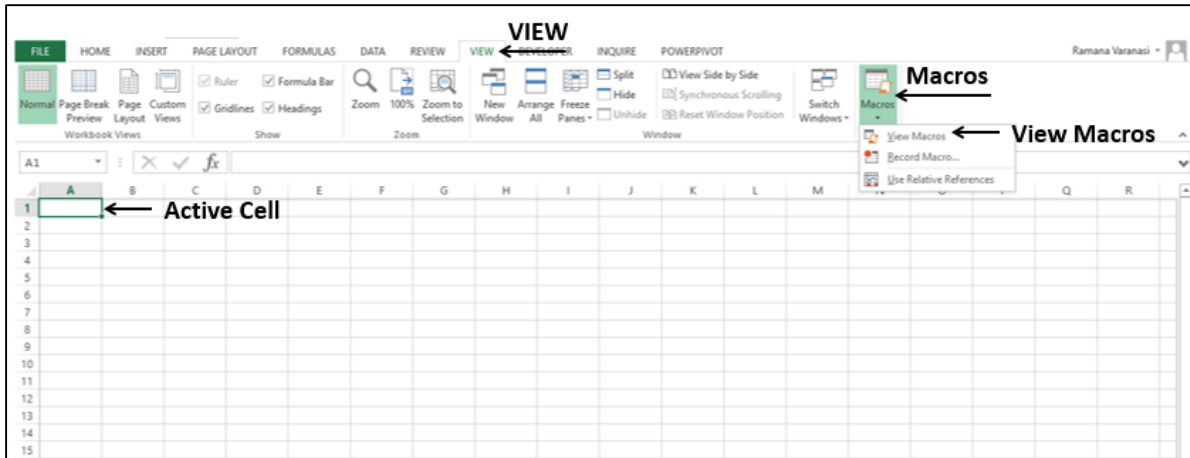 VIEW
FILE HOME INSERT PAGE LAYOUT FORMULAS DATA REVIEW VIEW DEVELOPER INQUIRE POWERPIVOT Ramana Varanasi
Normal Page Break Preview Page Layout Custom Views
Workbook Views
Ruler Formula Bar
Gridlines Headings
Show
Zoom 100% Zoom to Selection
Zoom
New Window Arrange All Freeze Panes
Split
Hide
Unhide
View Side by Side
Synchronous Scrolling
Reset Window Position
Window
Switch Windows
Macros
Macros
View Macros
View Macros
Record Macro...
Use Relative References
A1 fx
A B C D E F G H I J K L M Q R
1 Active Cell
2
3
4
5
6
7
8
9
10
11
12
13
14
15